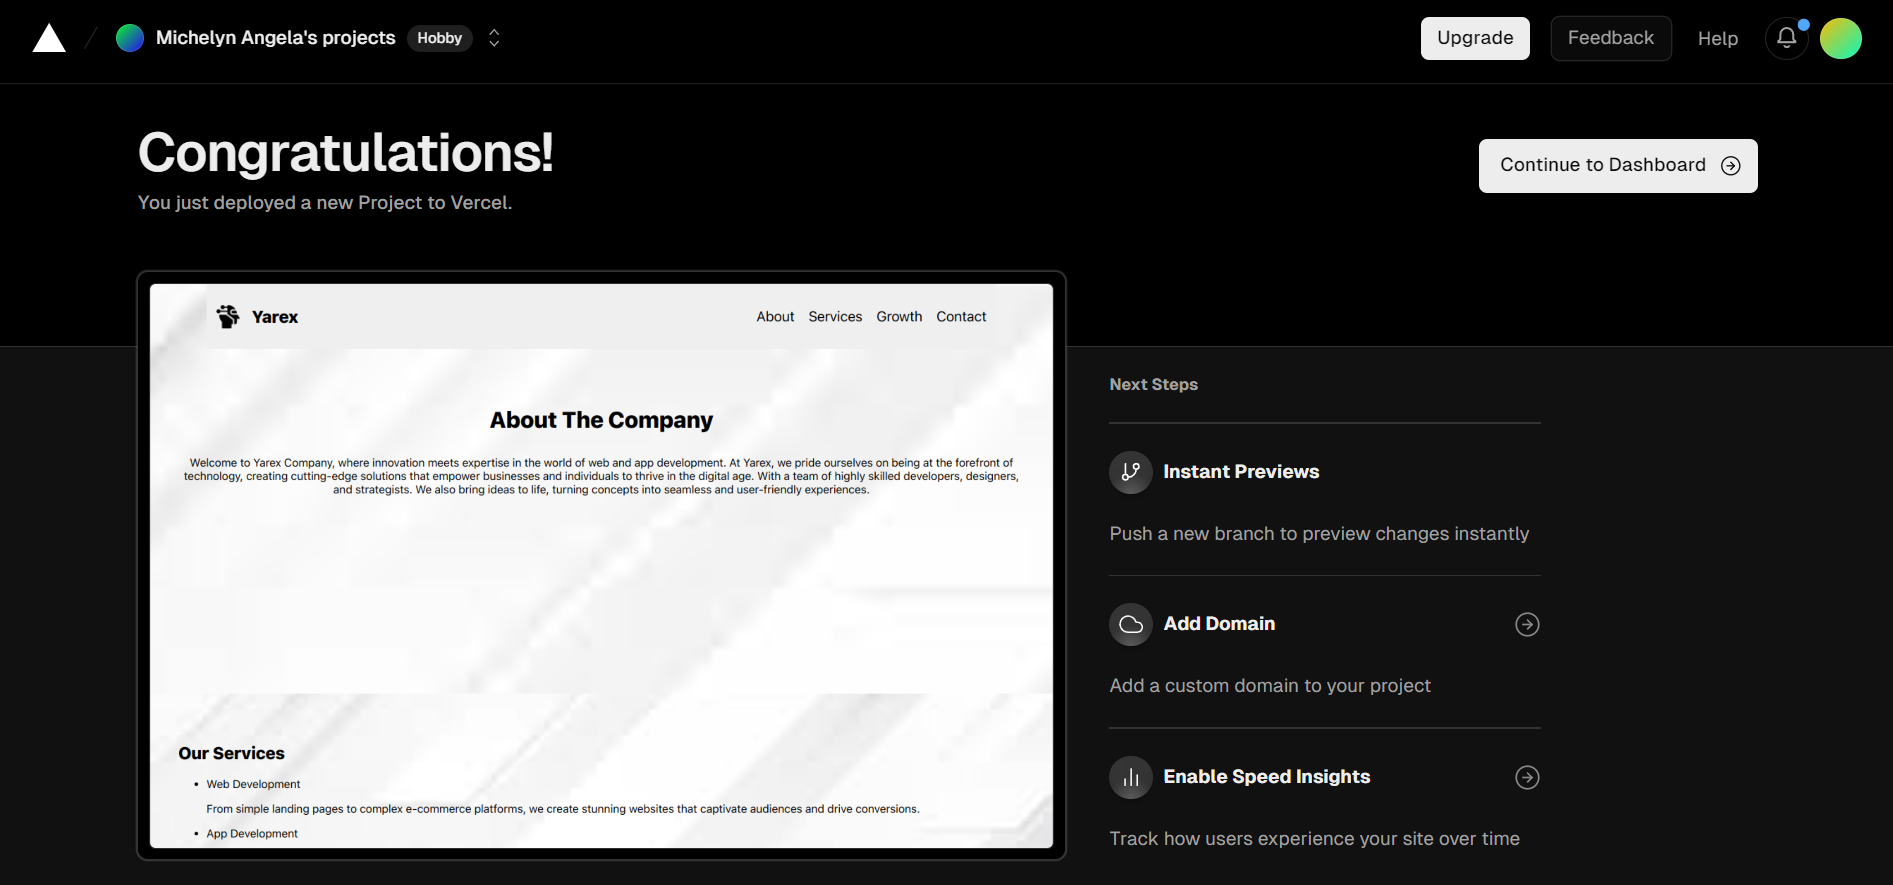 Michelyn Angela's projects Hobby
Upgrade Feedback Help
Congratulations!
You just deployed a new Project to Vercel.
Continue to Dashboard
Yarex
About Services Growth Contact
About The Company
Welcome to Yarex Company, where innovation meets expertise in the world of web and app development. At Yarex, we pride ourselves on being at the forefront of
technology, creating cutting-edge solutions that empower businesses and individuals to thrive in the digital age. With a team of highly skilled developers, designers,
and strategists. We also bring ideas to life, turning concepts into seamless and user-friendly experiences.
Our Services
Web Development
From simple landing pages to complex e-commerce platforms, we create stunning websites that captivate audiences and drive conversions.
App Development
Next Steps
Instant Previews
Push a new branch to preview changes instantly
Add Domain
Add a custom domain to your project
Enable Speed Insights
Track how users experience your site over time